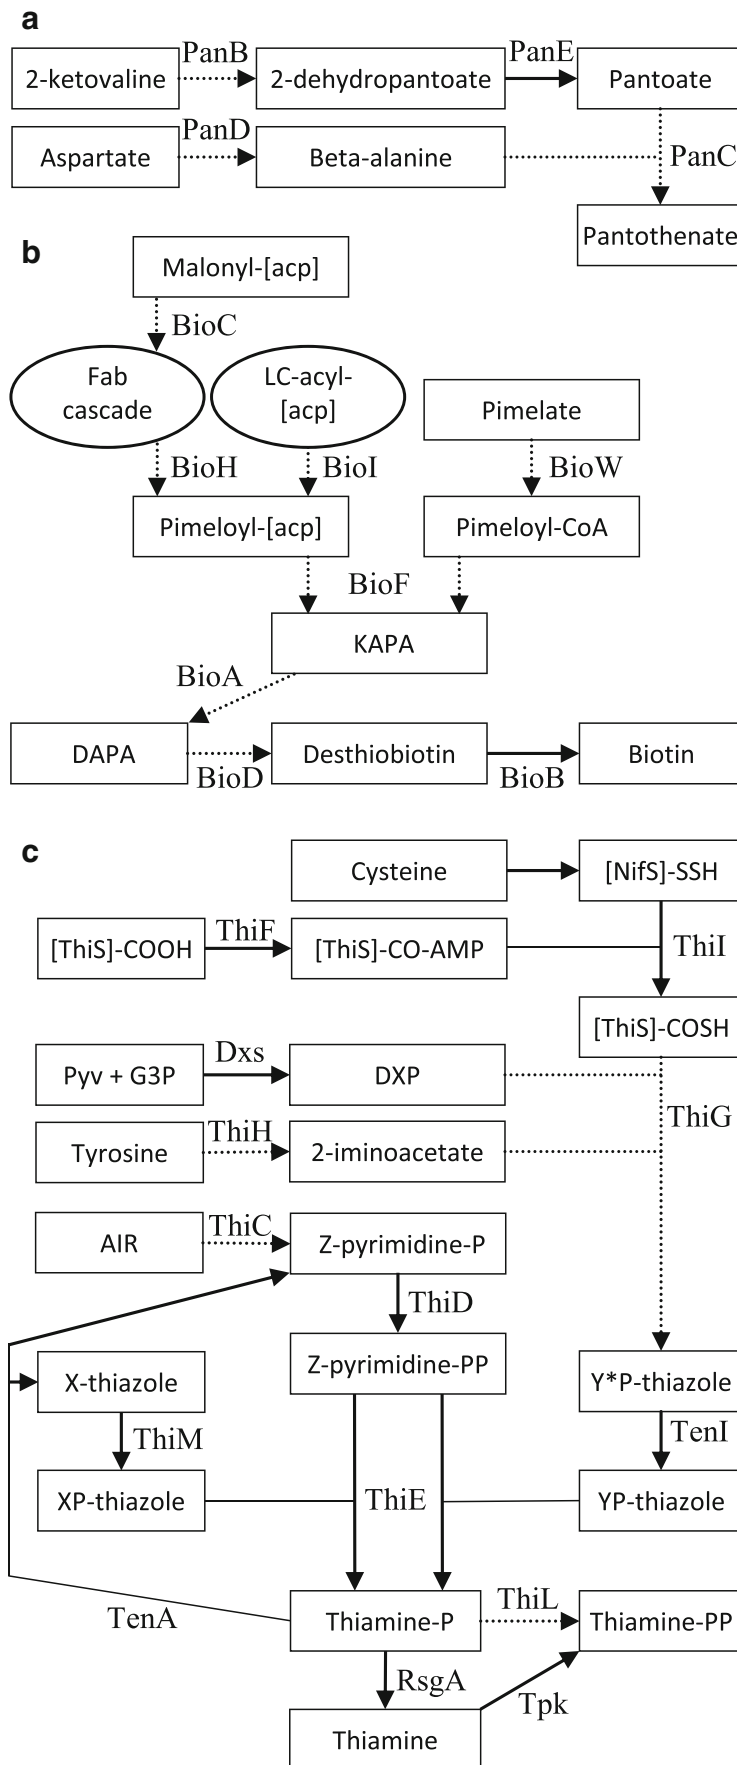 a
PanB
PanE
2-ketovaline
2-dehydropantoate
Pantoate
PanD
Aspartate
Beta-alanine
PanC
Pantothenate
b
Malonyl-[acp]
BioC
Fab
cascade
LC-acyl-
[acp]
Pimelate
BioH
BioI
BioW
Pimeloyl-[acp]
Pimeloyl-CoA
BioF
KAPA
BioA
DAPA
Desthiobiotin
Biotin
BioD
BioB
c
Cysteine
[NifS]-SSH
ThiF
[ThiS]-COOH
[ThiS]-CO-AMP
ThiI
[ThiS]-COSH
Dxs
Pyv + G3P
DXP
ThiG
ThiH
Tyrosine
2-iminoacetate
ThiC
AIR
Z-pyrimidine-P
ThiD
Z-pyrimidine-PP
X-thiazole
Y*P-thiazole
ThiM
TenI
XP-thiazole
ThiE
YP-thiazole
TenA
Thiamine-P
ThiL
Thiamine-PP
RsgA
Tpk
Thiamine